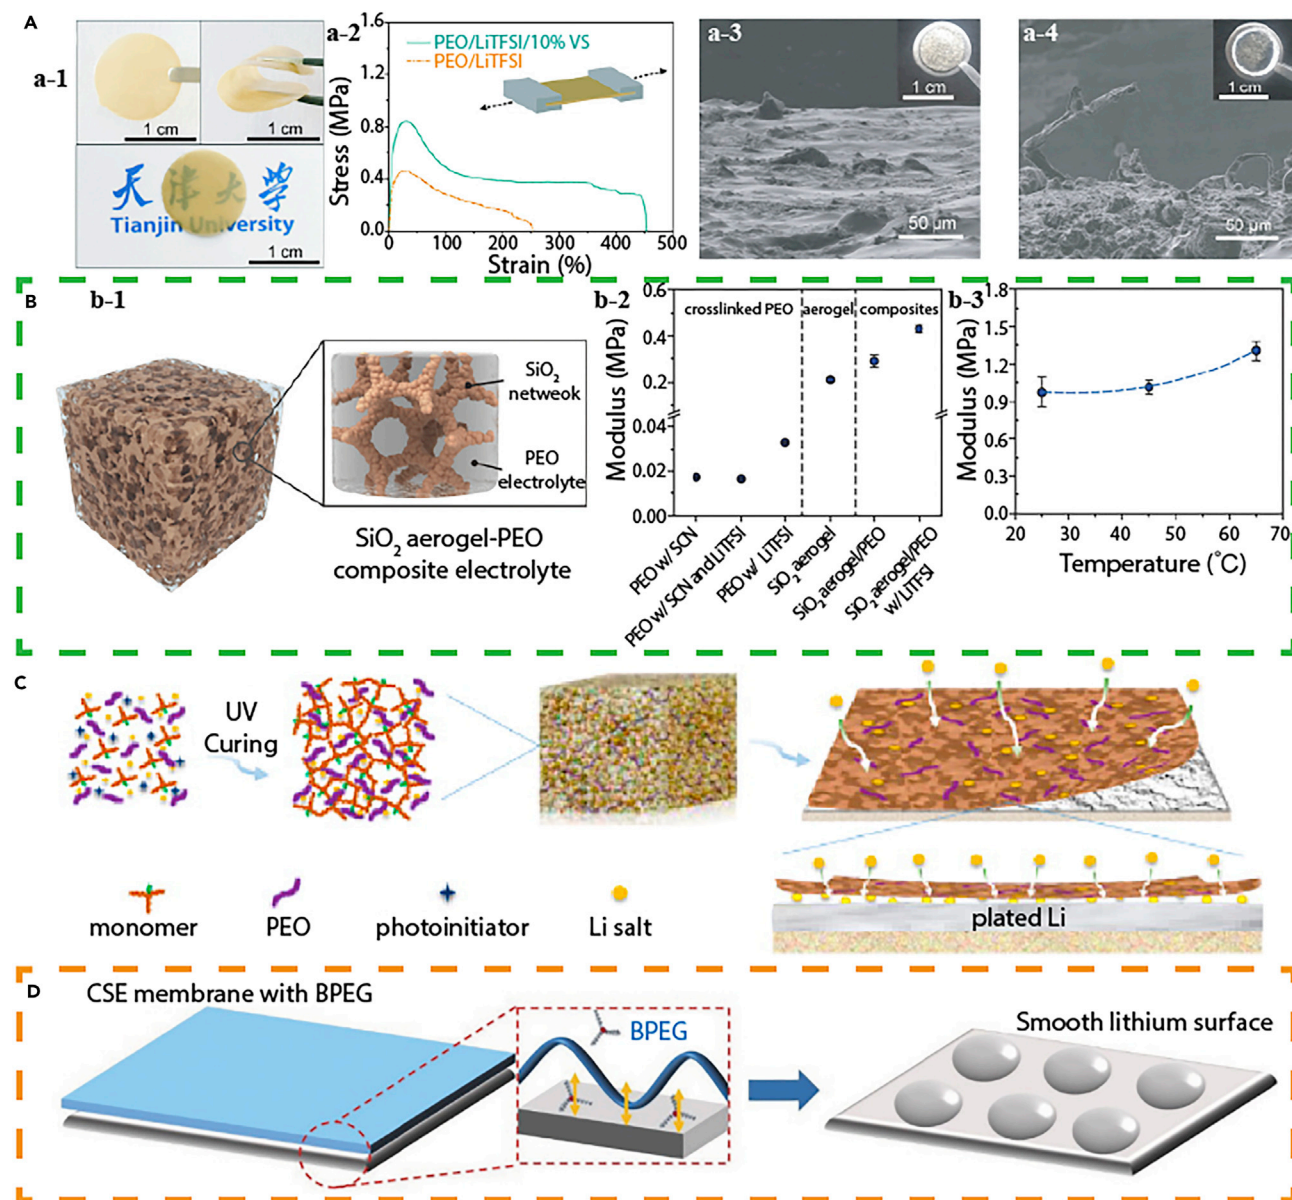 A
a-1
1 cm
1 cm
天津大学
Tianjin University
1 cm
a-2
1.6
1.2
0.8
0.4
0.0
Stress (MPa)
PEO/LiTFSI/10% VS
PEO/LiTFSI
0 100 200 300 400 500
Strain (%)
a-3
1 cm
50 µm
a-4
1 cm
50 µm
B
b-1
SiO2
netweok
PEO
electrolyte
SiO2 aerogel-PEO
composite electrolyte
b-2
0.6
0.4
0.2
0.04
0.02
0.00
Modulus (MPa)
crosslinked PEO
aerogel
composites
PEO w/ SCN
PEO w/ SCN and LiTFSI
PEO w/ LiTFSI
SiO2 aerogel
SiO2 aerogel/PEO
SiO2 aerogel/PEO
w/ LiTFSI
b-3
1.8
1.5
1.2
0.9
0.6
0.3
0.0
Modulus (MPa)
20 30 40 50 60 70
Temperature (°C)
C
UV
Curing
monomer
PEO
photoinitiator
Li salt
plated Li
D
CSE membrane with BPEG
BPEG
Smooth lithium surface